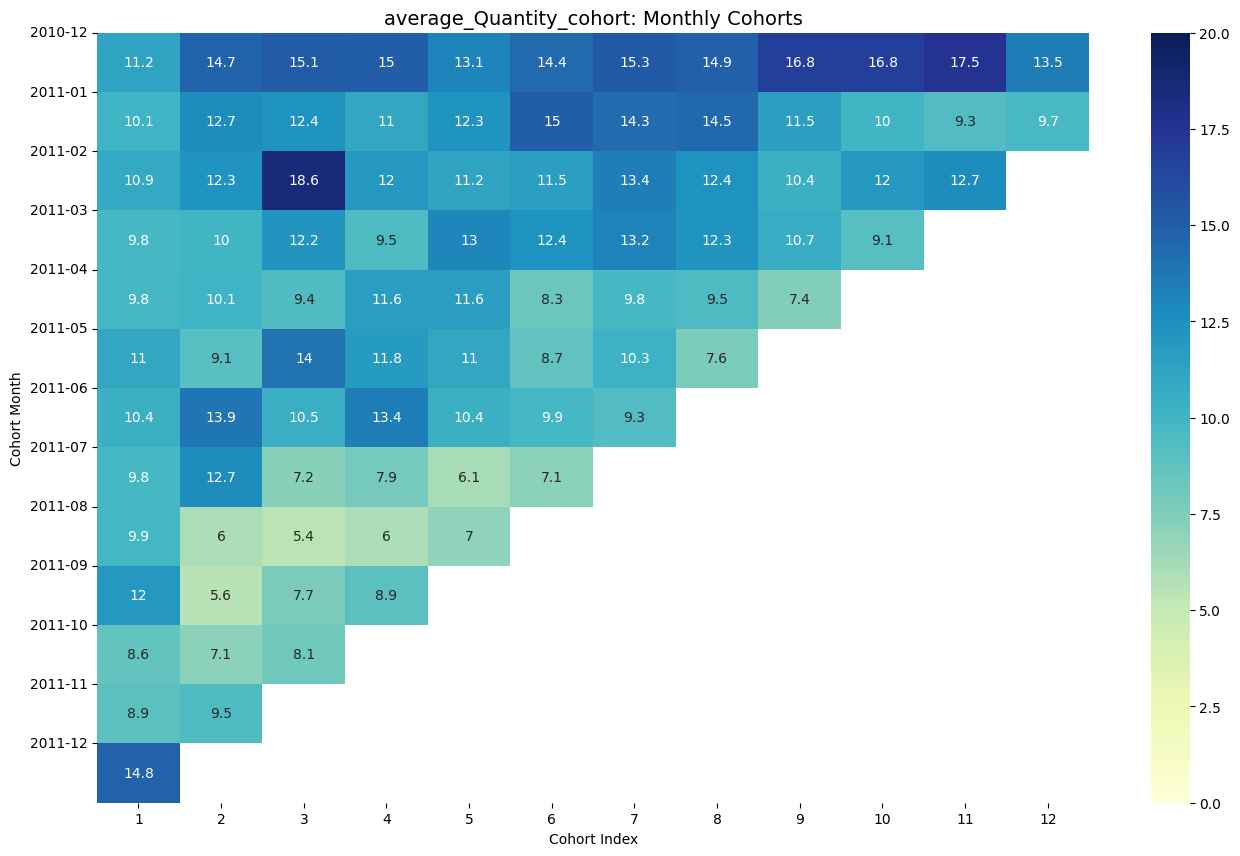 average_Quantity_cohort: Monthly Cohorts
2010-12
11.2 14.7 15.1 15 13.1 14.4 15.3 14.9 16.8 16.8 17.5 13.5
2011-01
10.1 12.7 12.4 11 12.3 15 14.3 14.5 11.5 10 9.3 9.7
2011-02
10.9 12.3 18.6 12 11.2 11.5 13.4 12.4 10.4 12 12.7
2011-03
9.8 10 12.2 9.5 13 12.4 13.2 12.3 10.7 9.1
2011-04
9.8 10.1 9.4 11.6 11.6 8.3 9.8 9.5 7.4
2011-05
11 9.1 14 11.8 11 8.7 10.3 7.6
2011-06
10.4 13.9 10.5 13.4 10.4 9.9 9.3
2011-07
9.8 12.7 7.2 7.9 6.1 7.1
2011-08
9.9 6 5.4 6 7
2011-09
12 5.6 7.7 8.9
2011-10
8.6 7.1 8.1
2011-11
8.9 9.5
2011-12
14.8
1 2 3 4 5 6 7 8 9 10 11 12
Cohort Index
Cohort Month
20.0
17.5
15.0
12.5
10.0
7.5
5.0
2.5
0.0